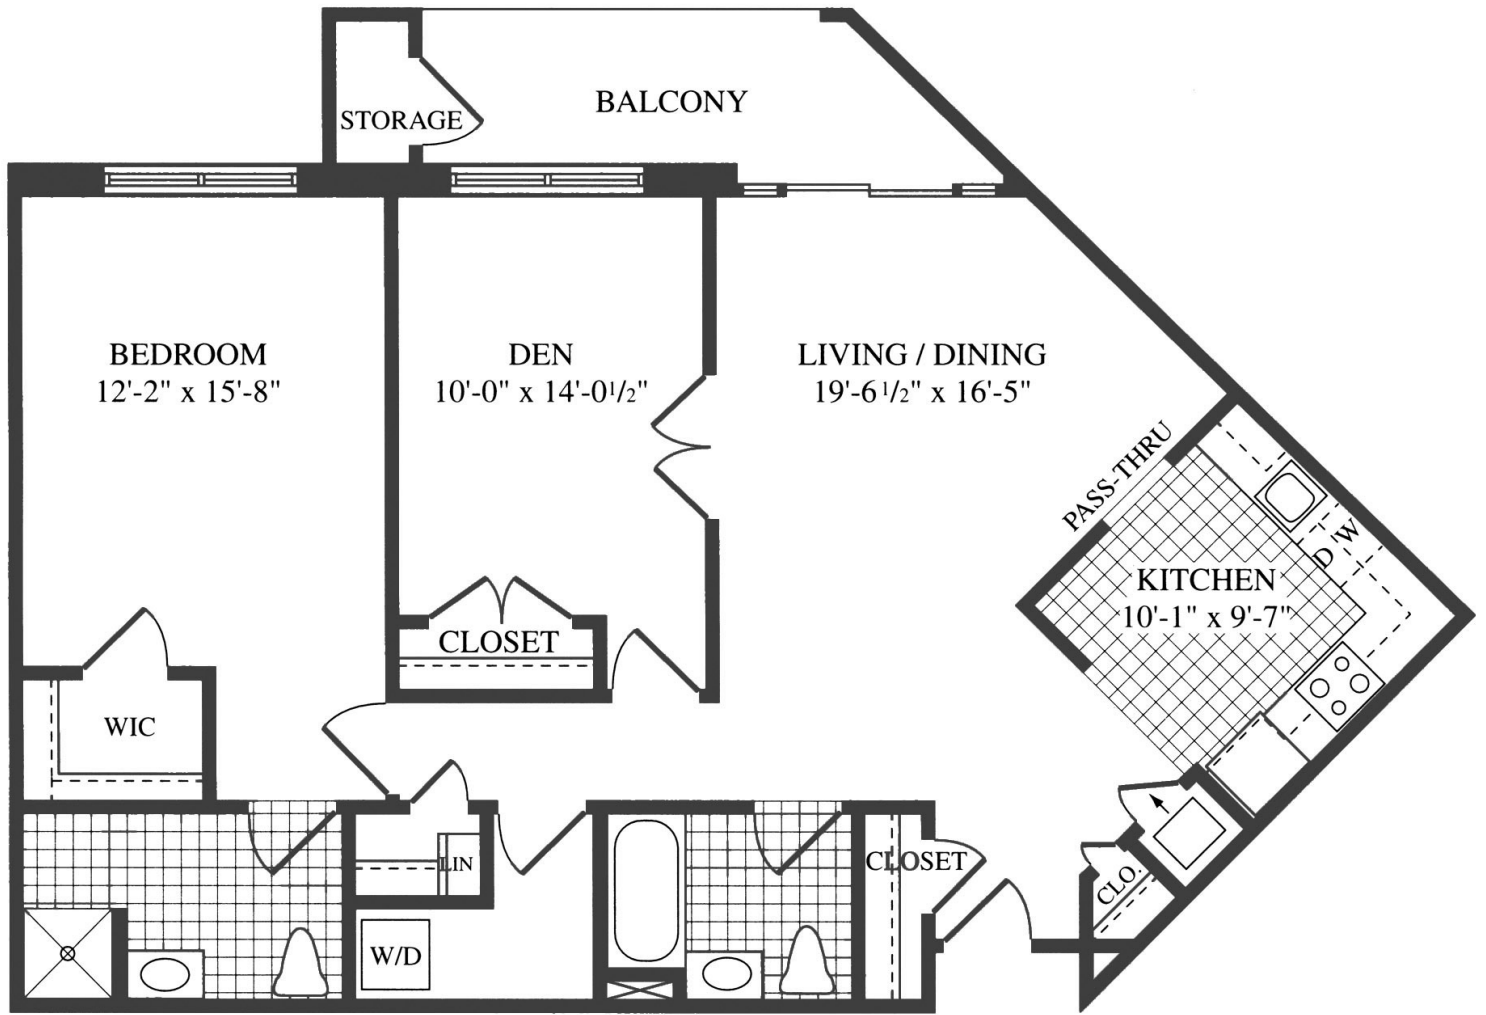 BALCONY
STORAGE
BEDROOM
12'-2" x 15'-8"
DEN
10'-0" x 14'-0 1/2"
LIVING / DINING
19'-6 1/2" x 16'-5"
PASS-THRU
D W
KITCHEN
10'-1" x 9'-7"
CLOSET
WIC
LIN
CLOSET
CLO.
W/D